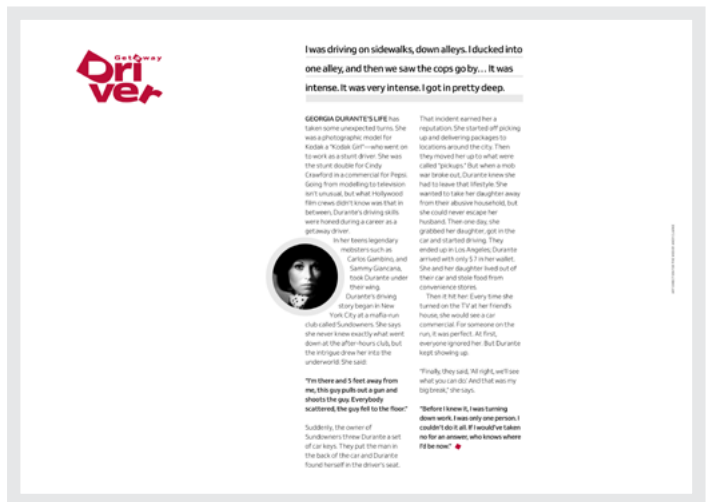 Getaway
Dri
ver
I was driving on sidewalks, down alleys. I ducked into
one alley, and then we saw the cops go by... It was
intense. It was very intense. I got in pretty deep.
GEORGIA DURANTE'S LIFE has
taken some unexpected turns. She
was a photographic model for
Kodak a "Kodak Girl"—who went on
to work as a stunt driver. She was
the stunt double for Cindy
Crawford in a commercial for Pepsi.
Going from modelling to television
isn't unusual, but what Hollywood
film crews didn't know was that in
between, Durante's driving skills
were honed during a career as a
getaway driver.
In her teens legendary
mobsters such as
Carlos Gambino, and
Sammy Giancana,
took Durante under
their wing.
Durante's driving
story began in New
York City at a mafia-run
club called Sundowners. She says
she never knew exactly what went
down at the after-hours club, but
the intrigue drew her into the
underworld. She said:
"I'm there and 5 feet away from
me, this guy pulls out a gun and
shoots the guy. Everybody
scattered, the guy fell to the floor."
Suddenly, the owner of
Sundowners threw Durante a set
of car keys. They put the man in
the back of the car and Durante
found herself in the driver's seat.
That incident earned her a
reputation. She started off picking
up and delivering packages to
locations around the city. Then
they moved her up to what were
called "pickups." But when a mob
war broke out, Durante knew she
had to leave that lifestyle. She
wanted to take her daughter away
from their abusive household, but
she could never escape her
husband. Then one day, she
grabbed her daughter, got in the
car and started driving. They
ended up in Los Angeles; Durante
arrived with only $7 in her wallet.
She and her daughter lived out of
their car and stole food from
convenience stores.
Then it hit her: Every time she
turned on the TV at her friend's
house, she would see a car
commercial. For someone on the
run, it was perfect. At first,
everyone ignored her. But Durante
kept showing up.
"Finally, they said, 'All right, we'll see
what you can do.' And that was my
big break," she says.
"Before I knew it, I was turning
down work. I was only one person. I
couldn't do it all. If I would've taken
no for an answer, who knows where
I'd be now."